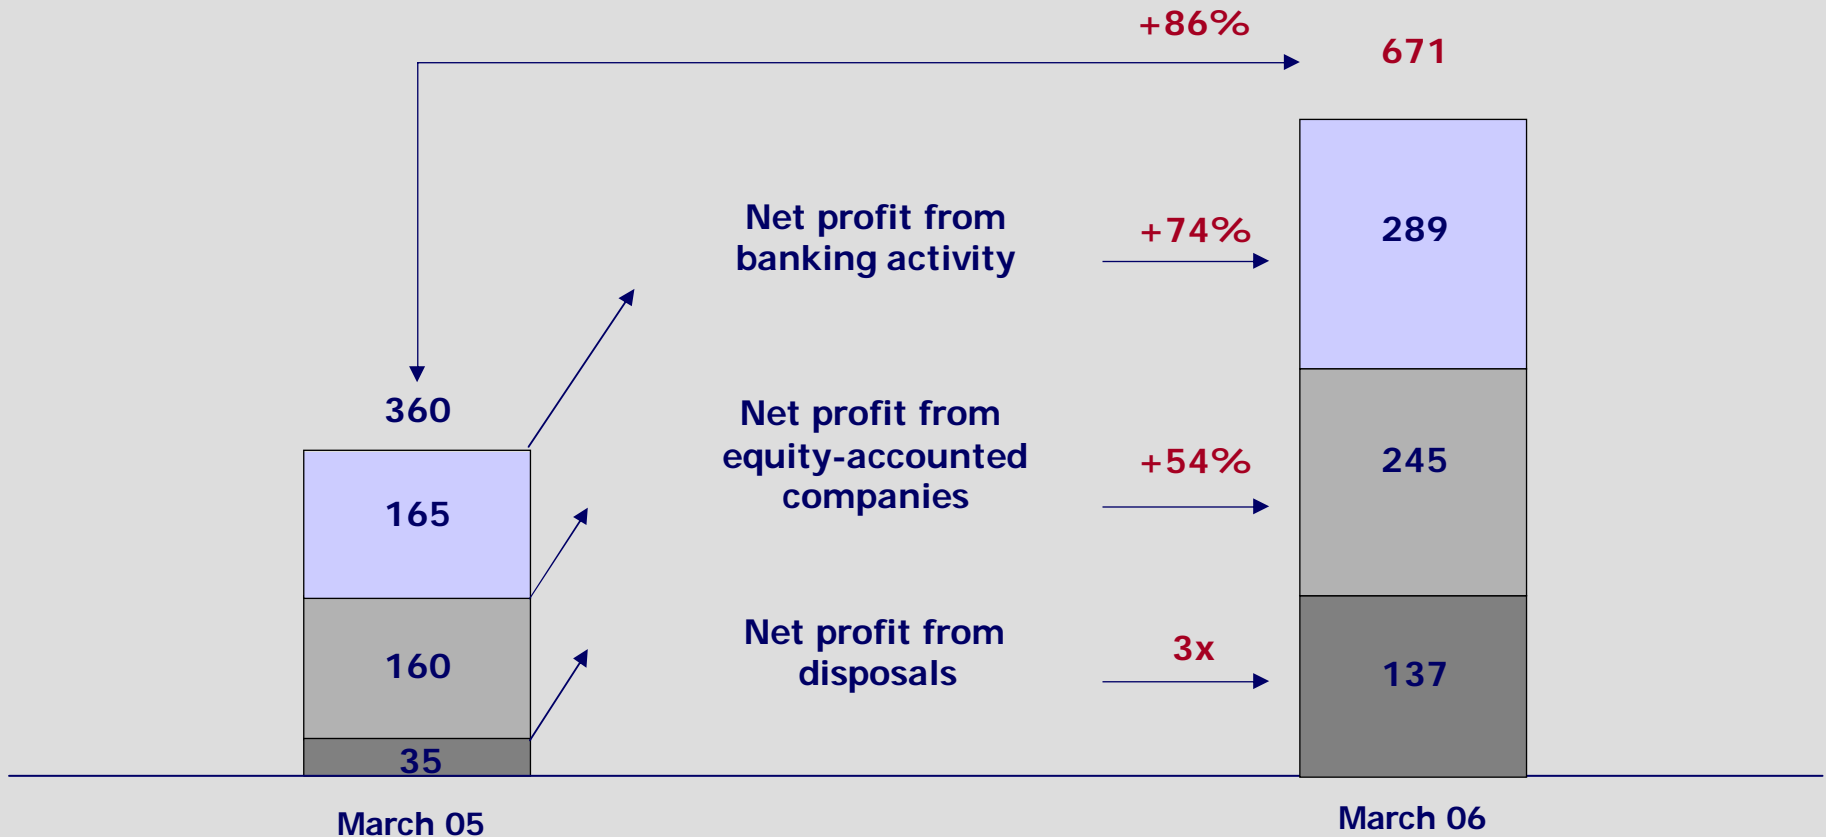 +86%
671
Net profit from
banking activity
+74%
289
360
Net profit from
equity-accounted
companies
+54%
245
165
160
Net profit from
disposals
3x
137
35
March 05
March 06